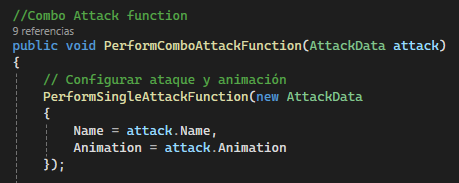 //Combo Attack function
9 referencias
public void PerformComboAttackFunction(AttackData attack)
{
    // Configurar ataque y animación
    PerformSingleAttackFunction(new AttackData
    {
        Name = attack.Name,
        Animation = attack.Animation
    });